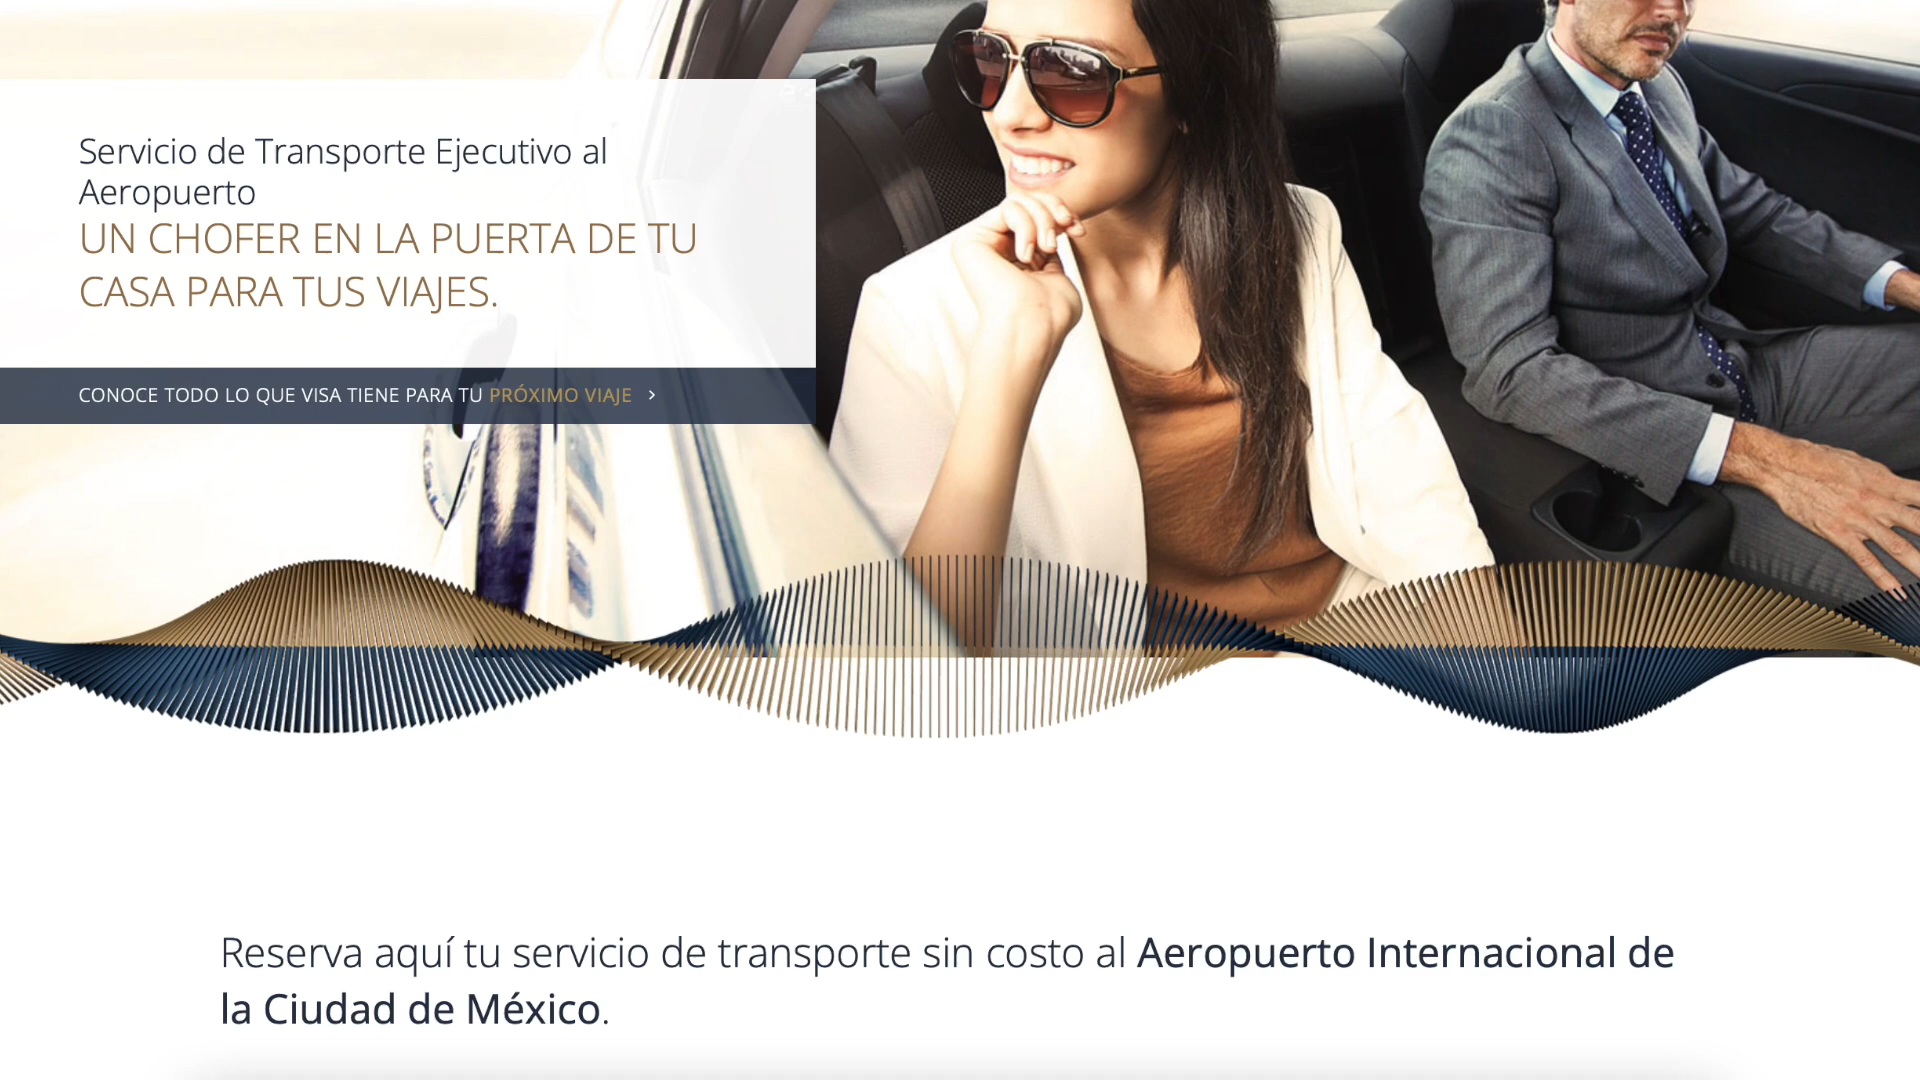 Servicio de Transporte Ejecutivo al
Aeropuerto
UN CHOFER EN LA PUERTA DE TU
CASA PARA TUS VIAJES.
CONOCE TODO LO QUE VISA TIENE PARA TU PRÓXIMO VIAJE
Reserva aquí tu servicio de transporte sin costo al Aeropuerto Internacional de
la Ciudad de México.